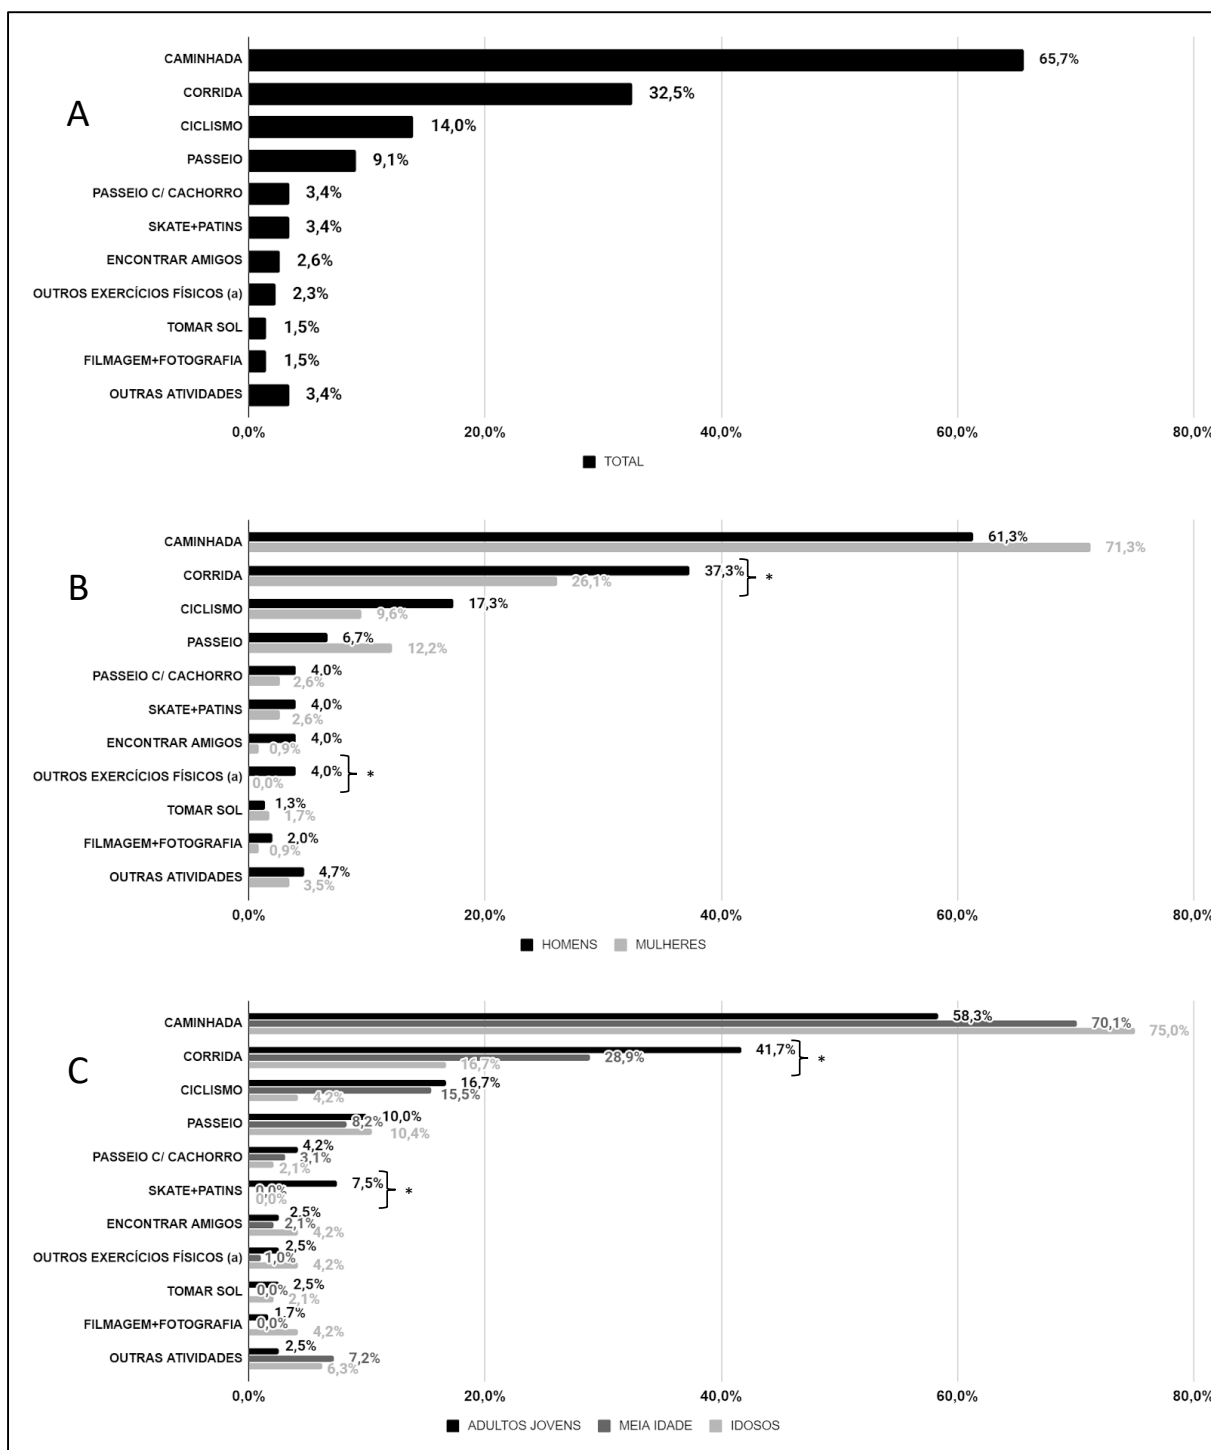 A
CAMINHADA 65,7%
CORRIDA 32,5%
CICLISMO 14,0%
PASSEIO 9,1%
PASSEIO C/ CACHORRO 3,4%
SKATE+PATINS 3,4%
ENCONTRAR AMIGOS 2,6%
OUTROS EXERCÍCIOS FÍSICOS (a) 2,3%
TOMAR SOL 1,5%
FILMAGEM+FOTOGRAFIA 1,5%
OUTRAS ATIVIDADES 3,4%
0,0% 20,0% 40,0% 60,0% 80,0%
TOTAL
B
CAMINHADA 61,3%
71,3%
CORRIDA 37,3% *
26,1%
CICLISMO 17,3%
9,6%
PASSEIO 6,7%
12,2%
PASSEIO C/ CACHORRO 4,0%
2,6%
SKATE+PATINS 4,0%
2,6%
ENCONTRAR AMIGOS 4,0%
0,9%
OUTROS EXERCÍCIOS FÍSICOS (a) 4,0% *
0,0%
TOMAR SOL 1,3%
1,7%
FILMAGEM+FOTOGRAFIA 2,0%
0,9%
OUTRAS ATIVIDADES 4,7%
3,5%
0,0% 20,0% 40,0% 60,0% 80,0%
HOMENS MULHERES
C
CAMINHADA 58,3%
70,1%
75,0%
CORRIDA 41,7% *
28,9%
16,7%
CICLISMO 16,7%
15,5%
4,2%
PASSEIO 10,0%
8,2%
10,4%
PASSEIO C/ CACHORRO 4,2%
3,1%
2,1%
SKATE+PATINS 7,5% *
0,0%
0,0%
ENCONTRAR AMIGOS 2,5%
2,1%
4,2%
OUTROS EXERCÍCIOS FÍSICOS (a) 2,5%
1,0%
4,2%
TOMAR SOL 2,5%
0,0%
2,1%
FILMAGEM+FOTOGRAFIA 1,7%
0,0%
4,2%
OUTRAS ATIVIDADES 2,5%
7,2%
6,3%
0,0% 20,0% 40,0% 60,0% 80,0%
ADULTOS JOVENS MEIA IDADE IDOSOS